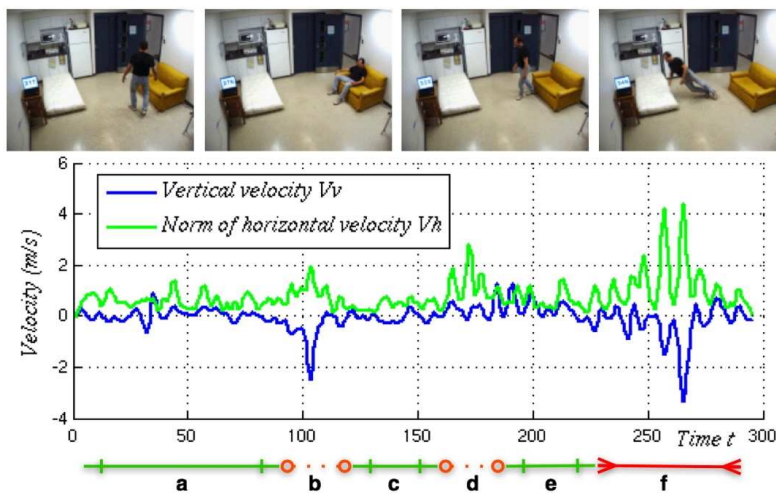 6
4
2
0
-2
-4
Velocity (m/s)
Vertical velocity Vv
Norm of horizontal velocity Vh
0 50 100 150 200 250 300
Time t
a b c d e f